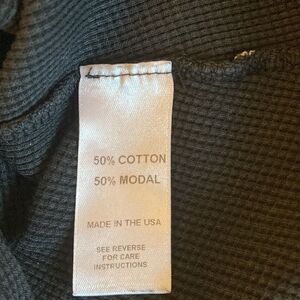 50% COTTON
50% MODAL
MADE IN THE USA
SEE REVERSE
FOR CARE
INSTRUCTIONS